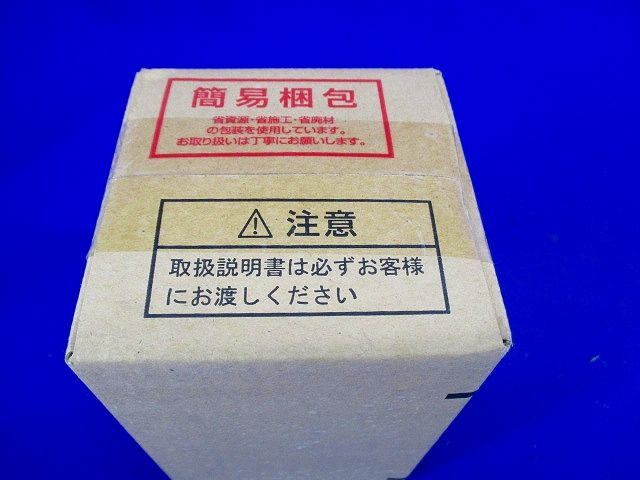 簡易梱包
省資源・省施工・省廃材
の包装を使用しています。
お取り扱いは丁寧にお願いします。
注意
取扱説明書は必ずお客様
にお渡しください